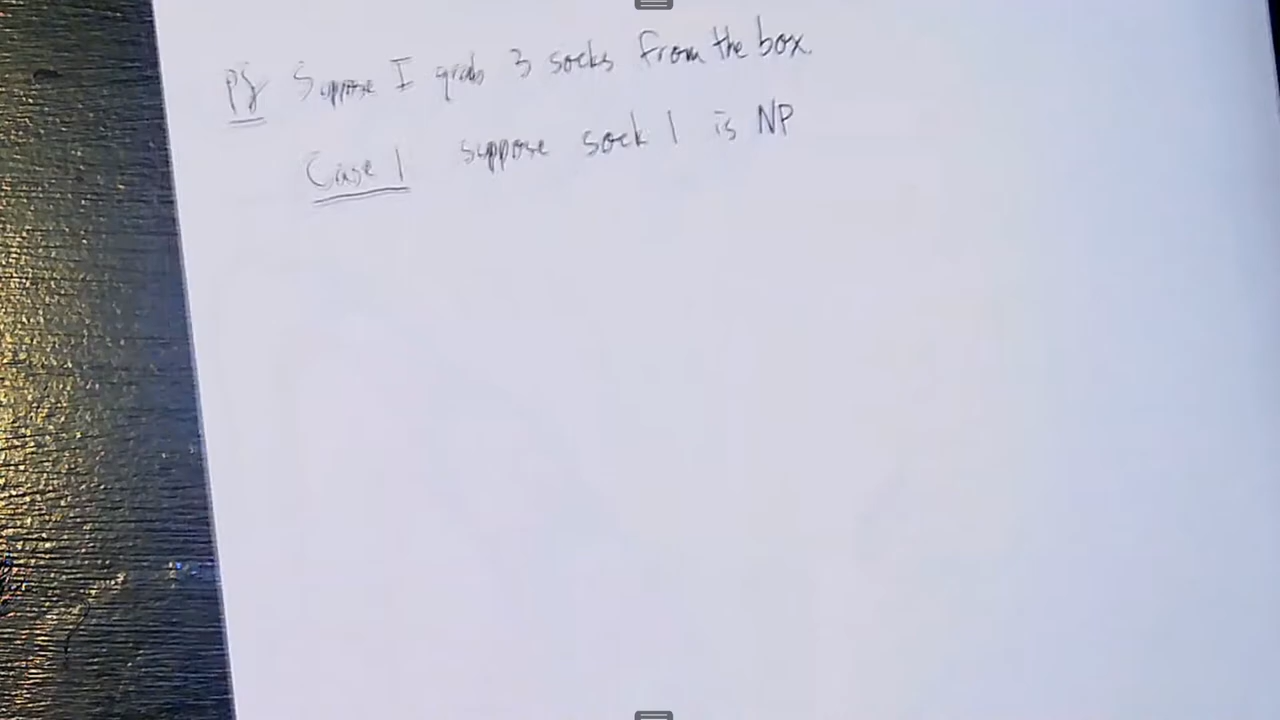 Pf Suppose I grab 3 socks from the box.
Case 1 suppose sock 1 is NP